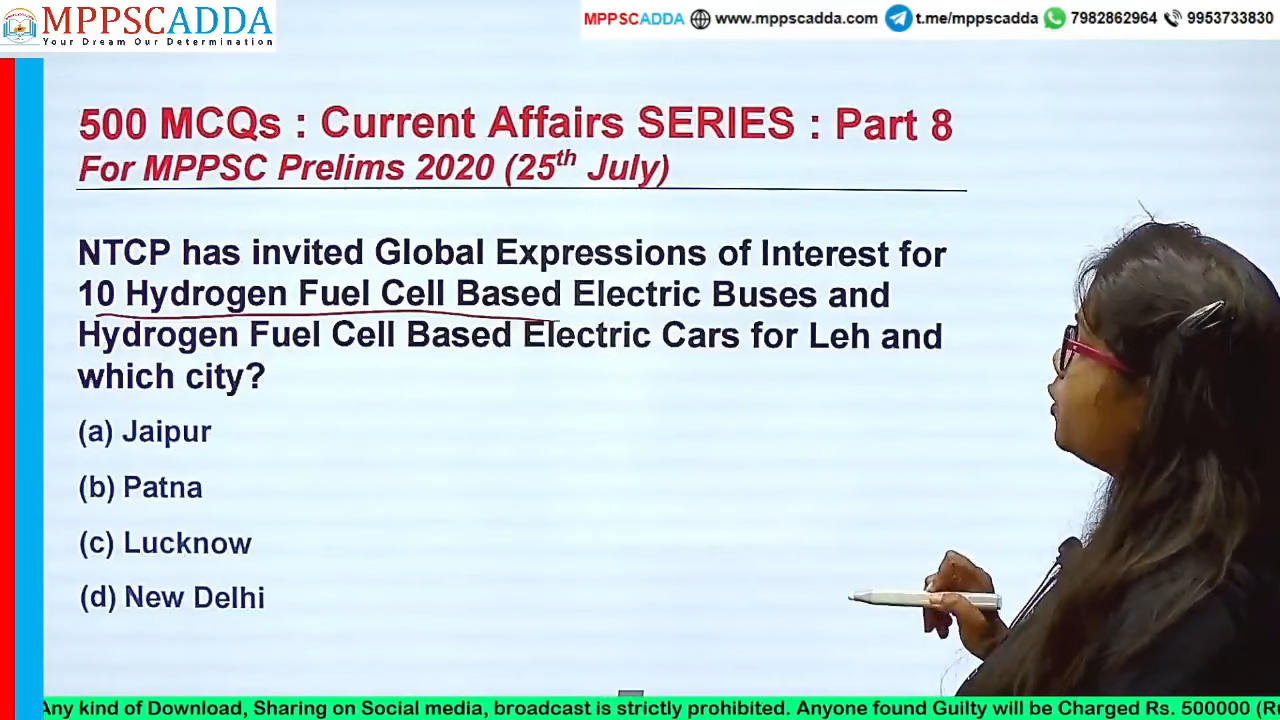 MPPSCADDA
Your Dream Our Determination
MPPSCADDA www.mppscadda.com t.me/mppscadda 7982862964 9953733830
500 MCQs : Current Affairs SERIES : Part 8
For MPPSC Prelims 2020 (25th July)
NTCP has invited Global Expressions of Interest for
10 Hydrogen Fuel Cell Based Electric Buses and
Hydrogen Fuel Cell Based Electric Cars for Leh and
which city?
(a) Jaipur
(b) Patna
(c) Lucknow
(d) New Delhi
Any kind of Download, Sharing on Social media, broadcast is strictly prohibited. Anyone found Guilty will be Charged Rs. 500000 (R